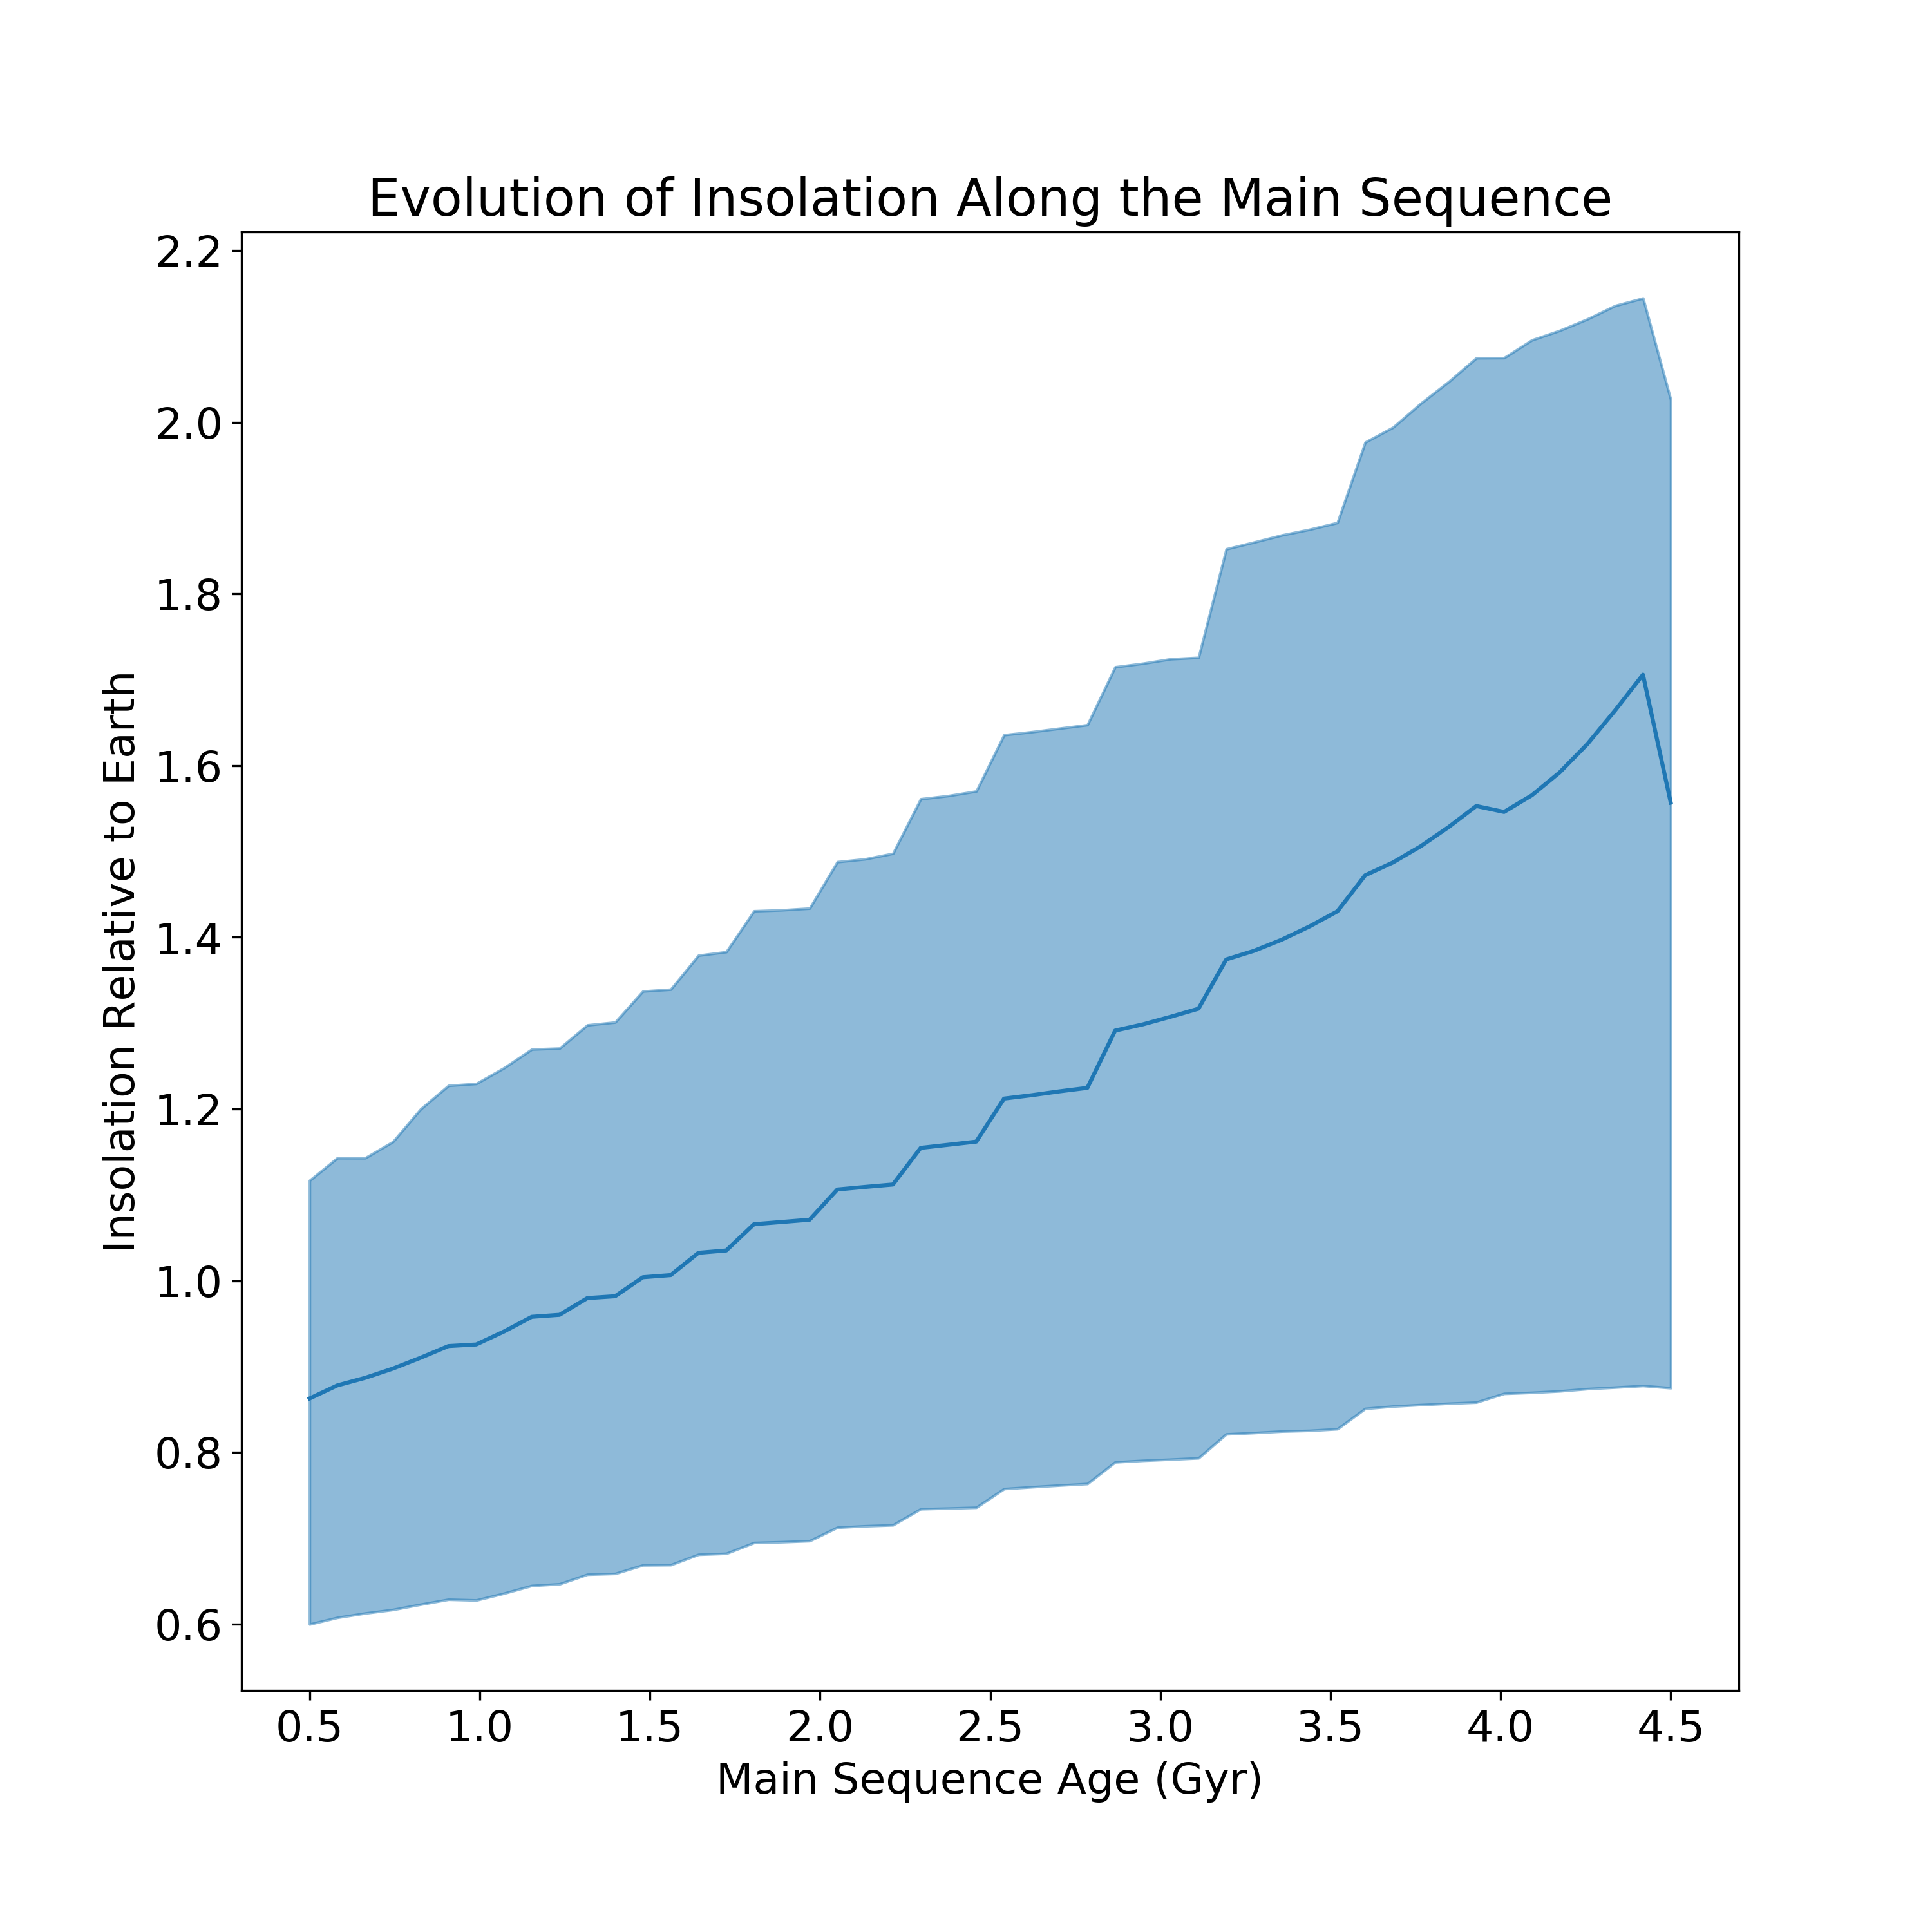 Evolution of Insolation Along the Main Sequence
Insolation Relative to Earth
2.2
2.0
1.8
1.6
1.4
1.2
1.0
0.8
0.6
0.5 1.0 1.5 2.0 2.5 3.0 3.5 4.0 4.5
Main Sequence Age (Gyr)